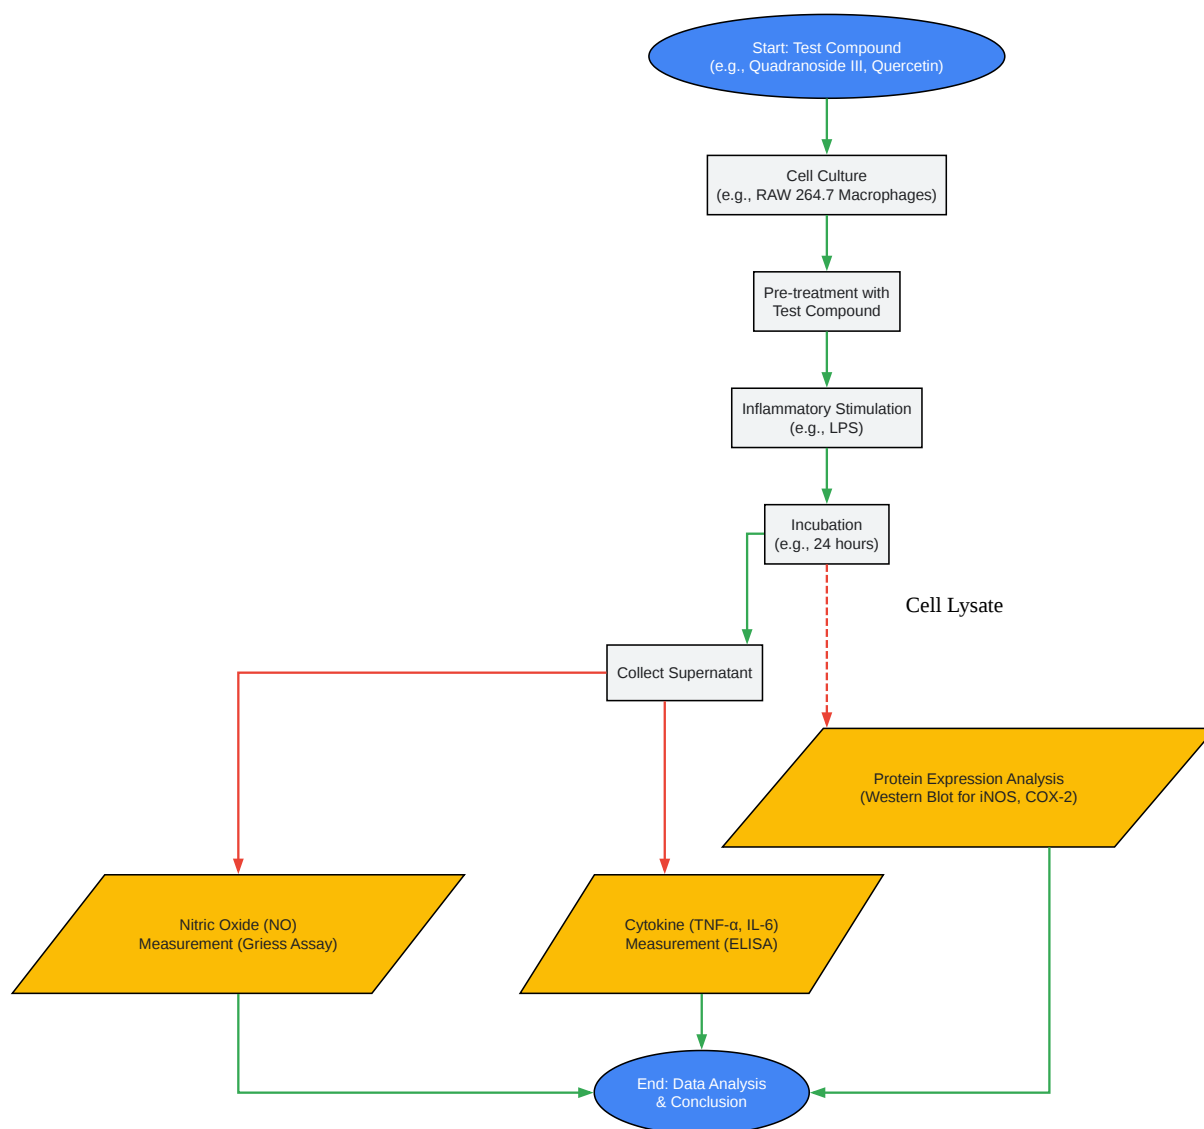 Start: Test Compound
(e.g., Quadranoside III, Quercetin)
Cell Culture
(e.g., RAW 264.7 Macrophages)
Pre-treatment with
Test Compound
Inflammatory Stimulation
(e.g., LPS)
Incubation
(e.g., 24 hours)
Cell Lysate
Collect Supernatant
Protein Expression Analysis
(Western Blot for iNOS, COX-2)
Nitric Oxide (NO)
Measurement (Griess Assay)
Cytokine (TNF-α, IL-6)
Measurement (ELISA)
End: Data Analysis
& Conclusion